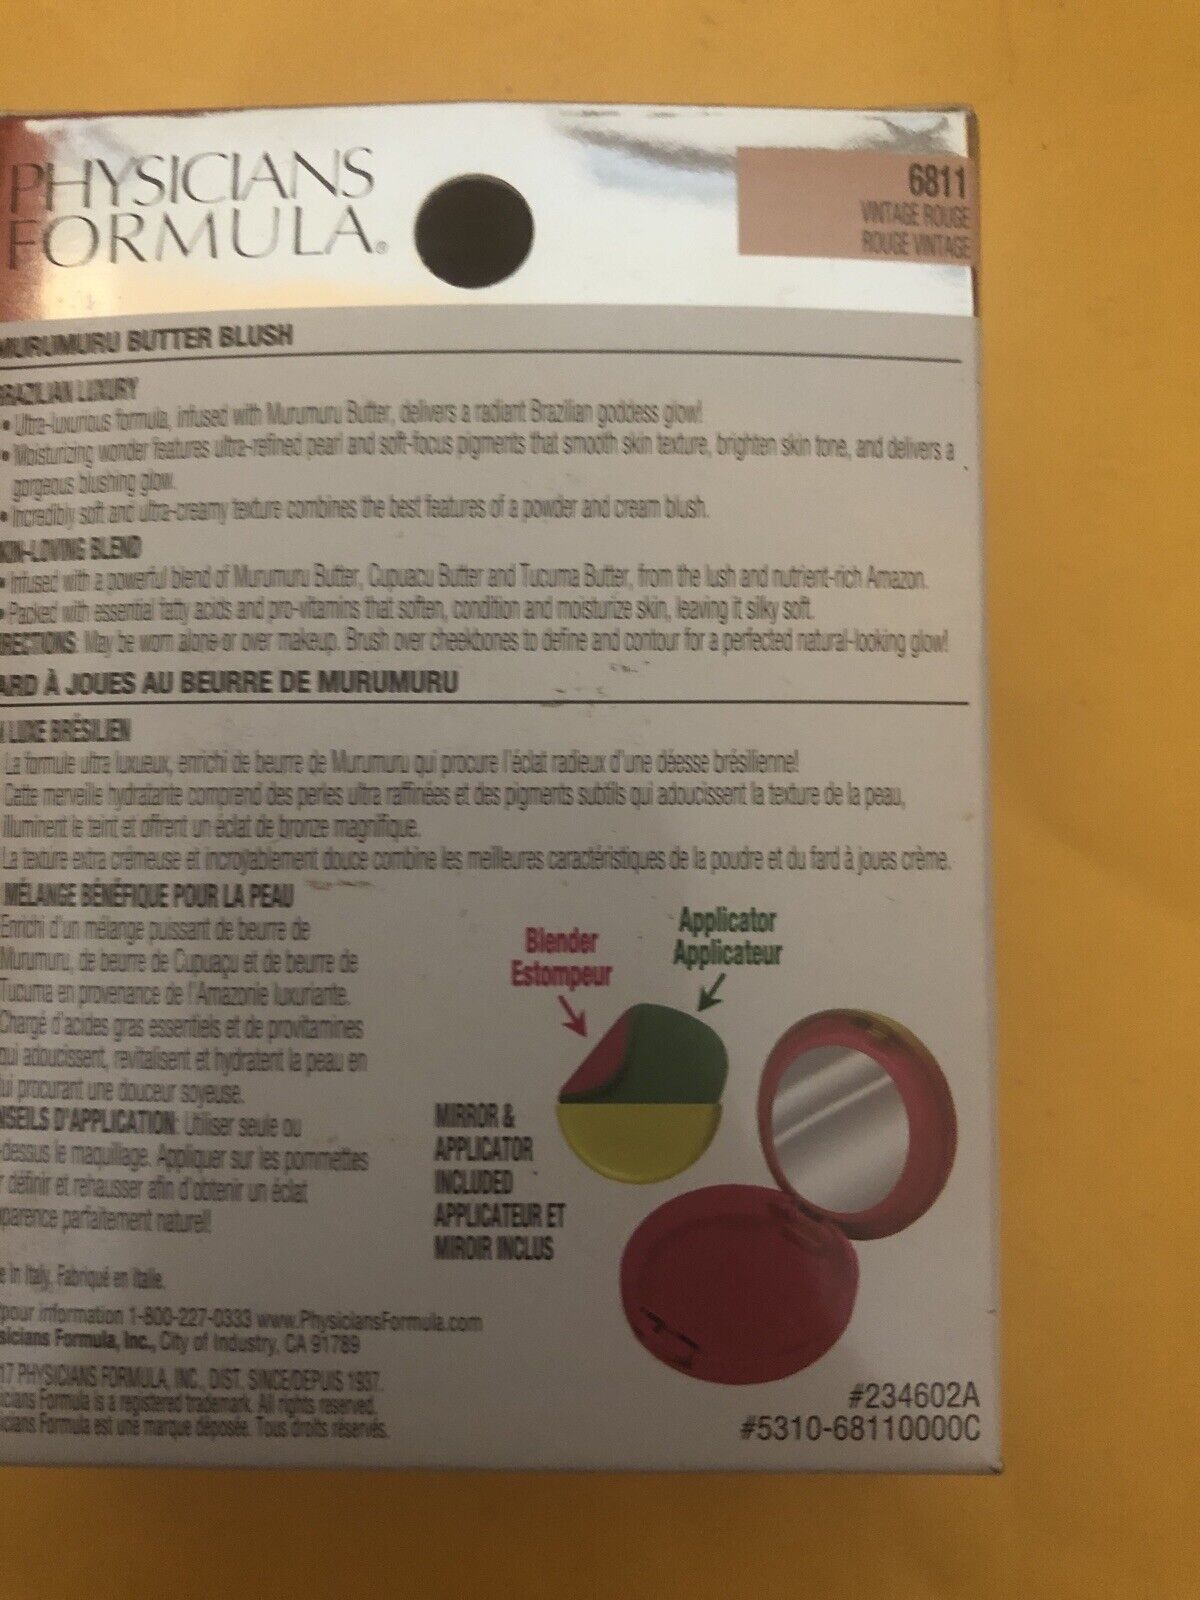 PHYSICIANS
FORMULA®
6811
VINTAGE ROUGE
ROUGE VINTAGE
MURUMURU BUTTER BLUSH
BRAZILIAN LUXURY
• Ultra-luxurious formula, infused with Murumuru Butter, delivers a radiant Brazilian goddess glow!
• Moisturizing wonder features ultra-refined pearl and soft-focus pigments that smooth skin texture, brighten skin tone, and delivers a
gorgeous blushing glow.
• Incredibly soft and ultra-creamy texture combines the best features of a powder and cream blush.
KIN-LOVING BLEND
• Infused with a powerful blend of Murumuru Butter, Cupuacu Butter and Tucuma Butter, from the lush and nutrient-rich Amazon.
• Packed with essential fatty acids and pro-vitamins that soften, condition and moisturize skin, leaving it silky soft.
RECTIONS: May be worn alone or over makeup. Brush over cheekbones to define and contour for a perfected natural-looking glow!
ARD À JOUES AU BEURRE DE MURUMURU
LUXE BRÉSILIEN
La formule ultra luxueux, enrichi de beurre de Murumuru qui procure l'éclat radieux d'une déesse brésilienne!
Cette merveille hydratante comprend des perles ultra raffinées et des pigments subtils qui adoucissent la texture de la peau,
illuminent le teint et offrent un éclat de bronze magnifique.
La texture extra crémeuse et incroyablement douce combine les meilleures caractéristiques de la poudre et du fard à joues crème.
MÉLANGE BÉNÉFIQUE POUR LA PEAU
Enrichi d'un mélange puissant de beurre de
Murumuru, de beurre de Cupuaçu et de beurre de
Tucuma en provenance de l'Amazonie luxuriante.
Chargé d'acides gras essentiels et de provitamines
qui adoucissent, revitalisent et hydratent la peau en
lui procurant une douceur soyeuse.
NSEILS D'APPLICATION: Utiliser seule ou
-dessus le maquillage. Appliquer sur les pommettes
r définir et rehausser afin d'obtenir un éclat
parence parfaitement naturel!
Blender
Estompeur
Applicator
Applicateur
MIRROR &
APPLICATOR
INCLUDED
APPLICATEUR ET
MIROIR INCLUS
e in Italy, Fabriqué en Italie.
pour information 1-800-227-0333 www.PhysiciansFormula.com
sicians Formula, Inc., City of Industry, CA 91789
17 PHYSICIANS FORMULA, INC., DIST. SINCE/DEPUIS 1937.
icians Formula is a registered trademark. All rights reserved.
icians Formula est une marque déposée. Tous droits réservés.
#234602A
#5310-68110000C